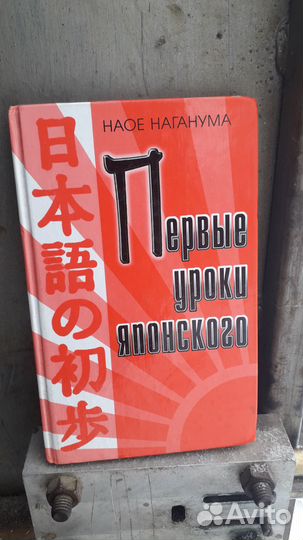 НАОЕ НАГАНУМА
日本語の初歩
Первые
уроки
японского
Avito